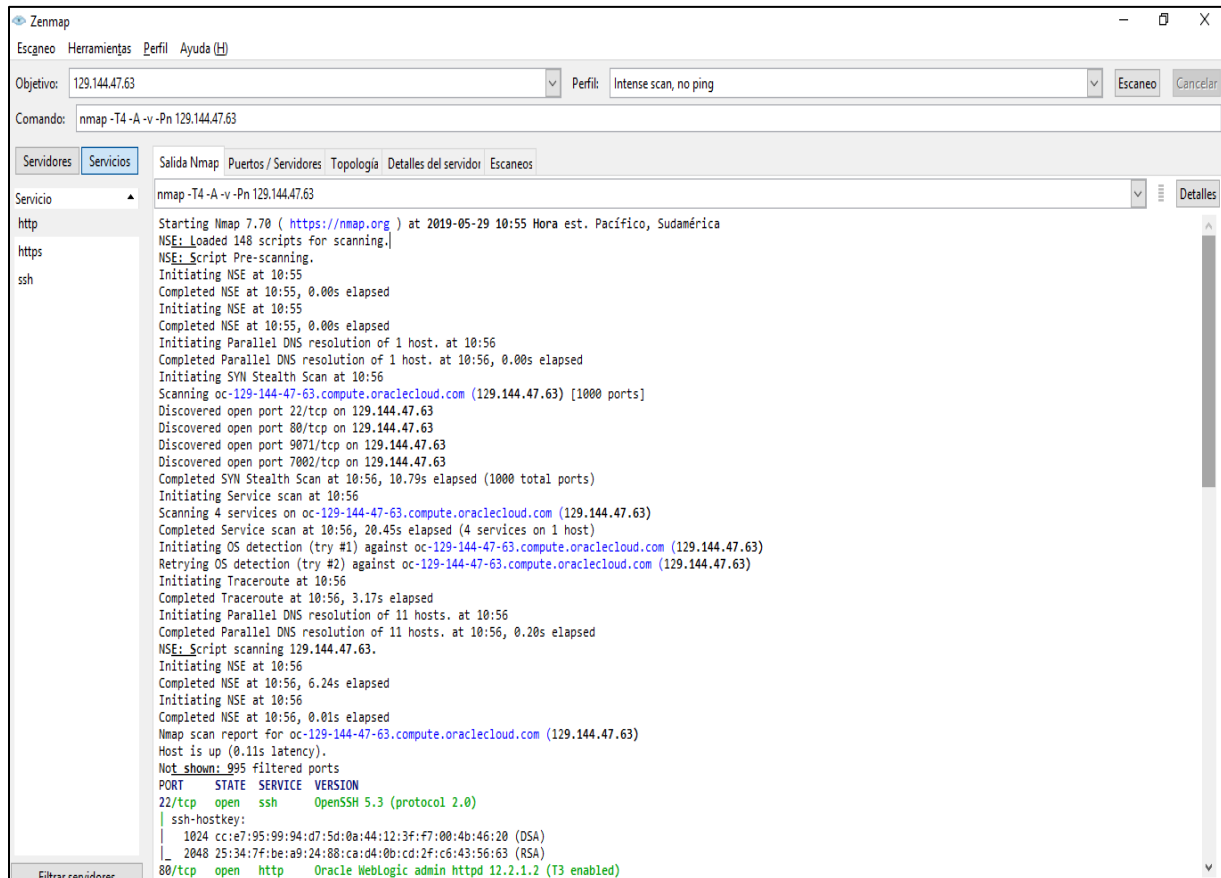 Zenmap
Escaneo Herramientas Perfil Ayuda (H)
Objetivo: 129.144.47.63 Perfil: Intense scan, no ping Escaneo Cancelar
Comando: nmap -T4 -A -v -Pn 129.144.47.63
Servidores Servicios Salida Nmap Puertos / Servidores Topología Detalles del servidor Escaneos
Servicio nmap -T4 -A -v -Pn 129.144.47.63 Detalles
http
https
ssh
Starting Nmap 7.70 ( https://nmap.org ) at 2019-05-29 10:55 Hora est. Pacífico, Sudamérica
NSE: Loaded 148 scripts for scanning.
NSE: Script Pre-scanning.
Initiating NSE at 10:55
Completed NSE at 10:55, 0.00s elapsed
Initiating NSE at 10:55
Completed NSE at 10:55, 0.00s elapsed
Initiating Parallel DNS resolution of 1 host. at 10:56
Completed Parallel DNS resolution of 1 host. at 10:56, 0.00s elapsed
Initiating SYN Stealth Scan at 10:56
Scanning oc-129-144-47-63.compute.oraclecloud.com (129.144.47.63) [1000 ports]
Discovered open port 22/tcp on 129.144.47.63
Discovered open port 80/tcp on 129.144.47.63
Discovered open port 9071/tcp on 129.144.47.63
Discovered open port 7002/tcp on 129.144.47.63
Completed SYN Stealth Scan at 10:56, 10.79s elapsed (1000 total ports)
Initiating Service scan at 10:56
Scanning 4 services on oc-129-144-47-63.compute.oraclecloud.com (129.144.47.63)
Completed Service scan at 10:56, 20.45s elapsed (4 services on 1 host)
Initiating OS detection (try #1) against oc-129-144-47-63.compute.oraclecloud.com (129.144.47.63)
Retrying OS detection (try #2) against oc-129-144-47-63.compute.oraclecloud.com (129.144.47.63)
Initiating Traceroute at 10:56
Completed Traceroute at 10:56, 3.17s elapsed
Initiating Parallel DNS resolution of 11 hosts. at 10:56
Completed Parallel DNS resolution of 11 hosts. at 10:56, 0.20s elapsed
NSE: Script scanning 129.144.47.63.
Initiating NSE at 10:56
Completed NSE at 10:56, 6.24s elapsed
Initiating NSE at 10:56
Completed NSE at 10:56, 0.01s elapsed
Nmap scan report for oc-129-144-47-63.compute.oraclecloud.com (129.144.47.63)
Host is up (0.11s latency).
Not shown: 995 filtered ports
PORT STATE SERVICE VERSION
22/tcp open ssh OpenSSH 5.3 (protocol 2.0)
| ssh-hostkey:
| 1024 cc:e7:95:99:94:d7:5d:0a:44:12:3f:f7:00:4b:46:20 (DSA)
|_ 2048 25:34:7f:be:a9:24:88:ca:d4:0b:cd:2f:c6:43:56:63 (RSA)
80/tcp open http Oracle WebLogic admin httpd 12.2.1.2 (T3 enabled)
Filtrar servidores